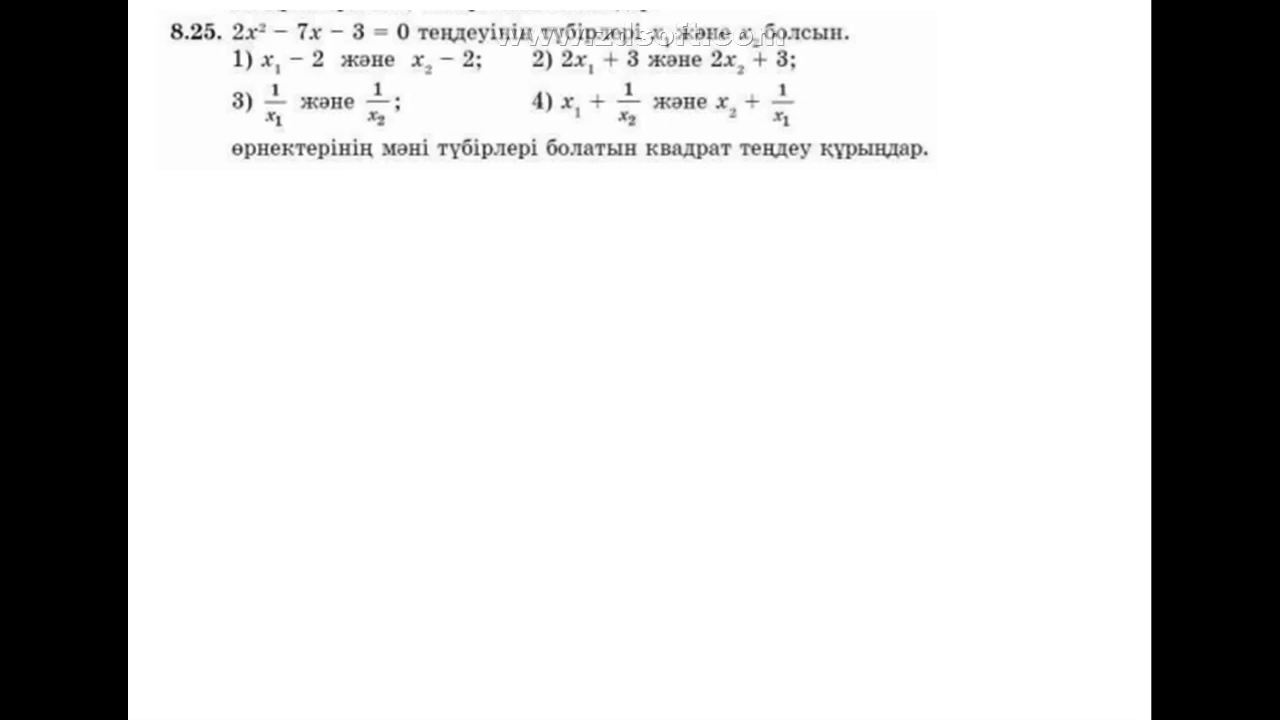 8.25. 2x² − 7x − 3 = 0 теңдеуінің түбірлері x₁ және x₂ болсын.
1) x₁ − 2 және x₂ − 2; 2) 2x₁ + 3 және 2x₂ + 3;
3) 1/x₁ және 1/x₂; 4) x₁ + 1/x₂ және x₂ + 1/x₁
өрнектерінің мәні түбірлері болатын квадрат теңдеу құрыңдар.